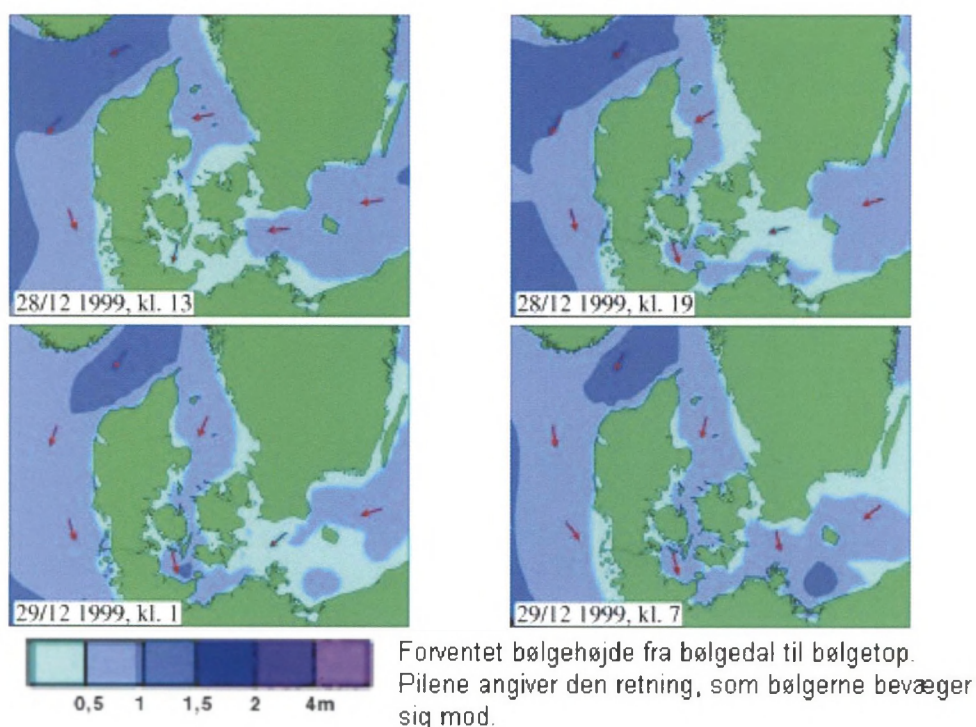 28/12 1999, kl. 13
28/12 1999, kl. 19
29/12 1999, kl. 1
29/12 1999, kl. 7
0,5 1 1,5 2 4m
Forventet bølgehøjde fra bølgedal til bølgetop.
Pilene angiver den retning, som bølgerne bevæger
sig mod.